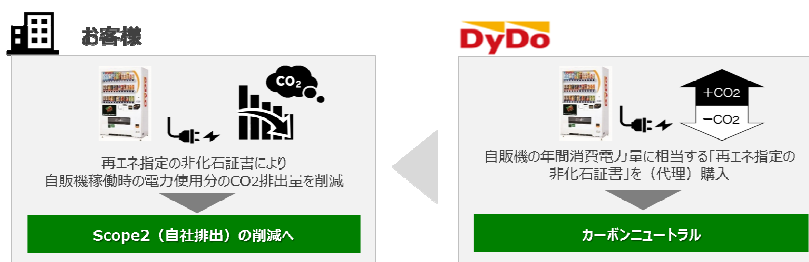 お客様
CO2
再エネ指定の非化石証書により
自販機稼働時の電力使用分のCO2排出量を削減
Scope2（自社排出）の削減へ
DyDo
+CO2
−CO2
自販機の年間消費電力量に相当する「再エネ指定の
非化石証書」を（代理）購入
カーボンニュートラル